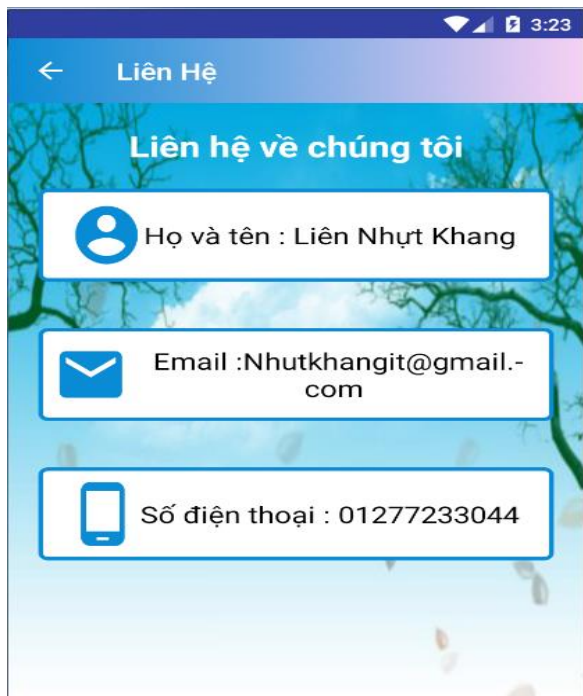 3:23
Liên Hệ
Liên hệ về chúng tôi
Họ và tên : Liên Nhựt Khang
Email :Nhutkhangit@gmail.-
com
Số điện thoại : 01277233044